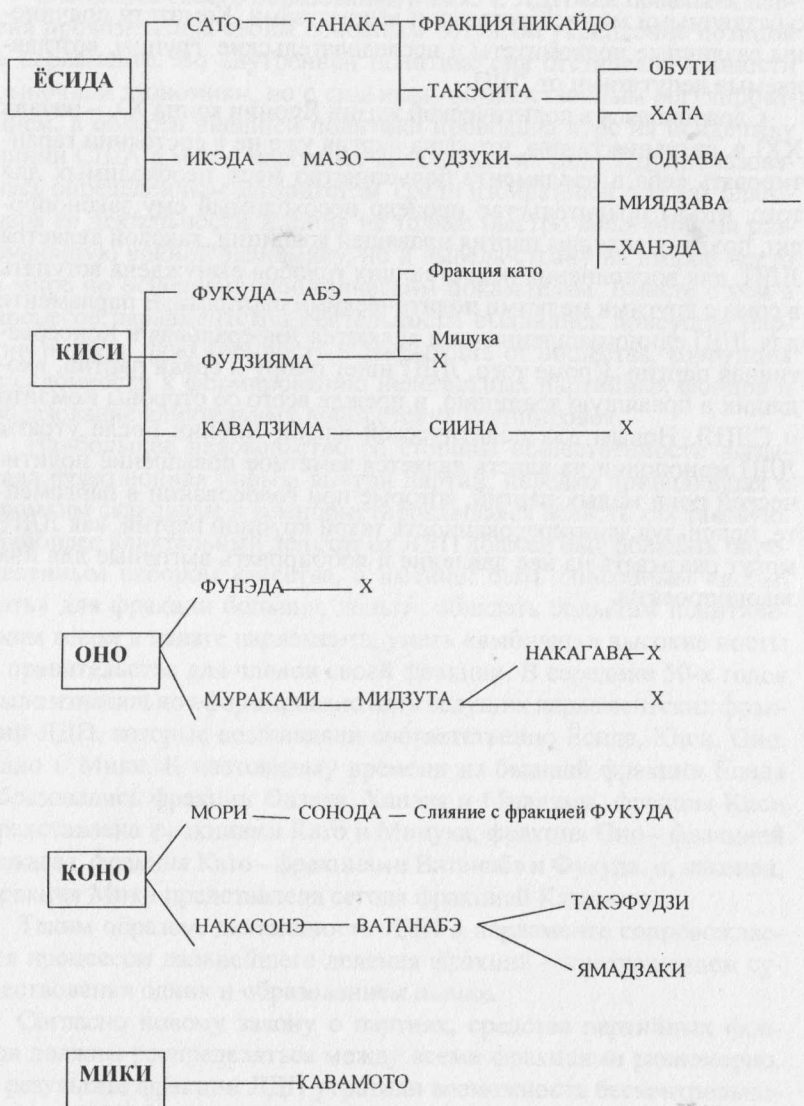 САТО ТАНАКА ФРАКЦИЯ НИКАЙДО
ЁСИДА
ТАКЭСИТА
ОБУТИ
ХАТА
ИКЭДА МАЭО СУДЗУКИ ОДЗАВА
МИЯДЗАВА
ХАНЭДА
Фракция като
ФУКУДА АБЭ
Мицука
КИСИ
ФУДЗИЯМА X
КАВАДЗИМА СИИНА X
ФУНЭДА X
ОНО
НАКАГАВА X
МУРАКАМИ МИДЗУТА X
МОРИ СОНОДА Слияние с фракцией ФУКУДА
КОНО
ТАКЭФУДЗИ
НАКАСОНЭ ВАТАНАБЭ
ЯМАДЗАКИ
МИКИ
КАВАМОТО